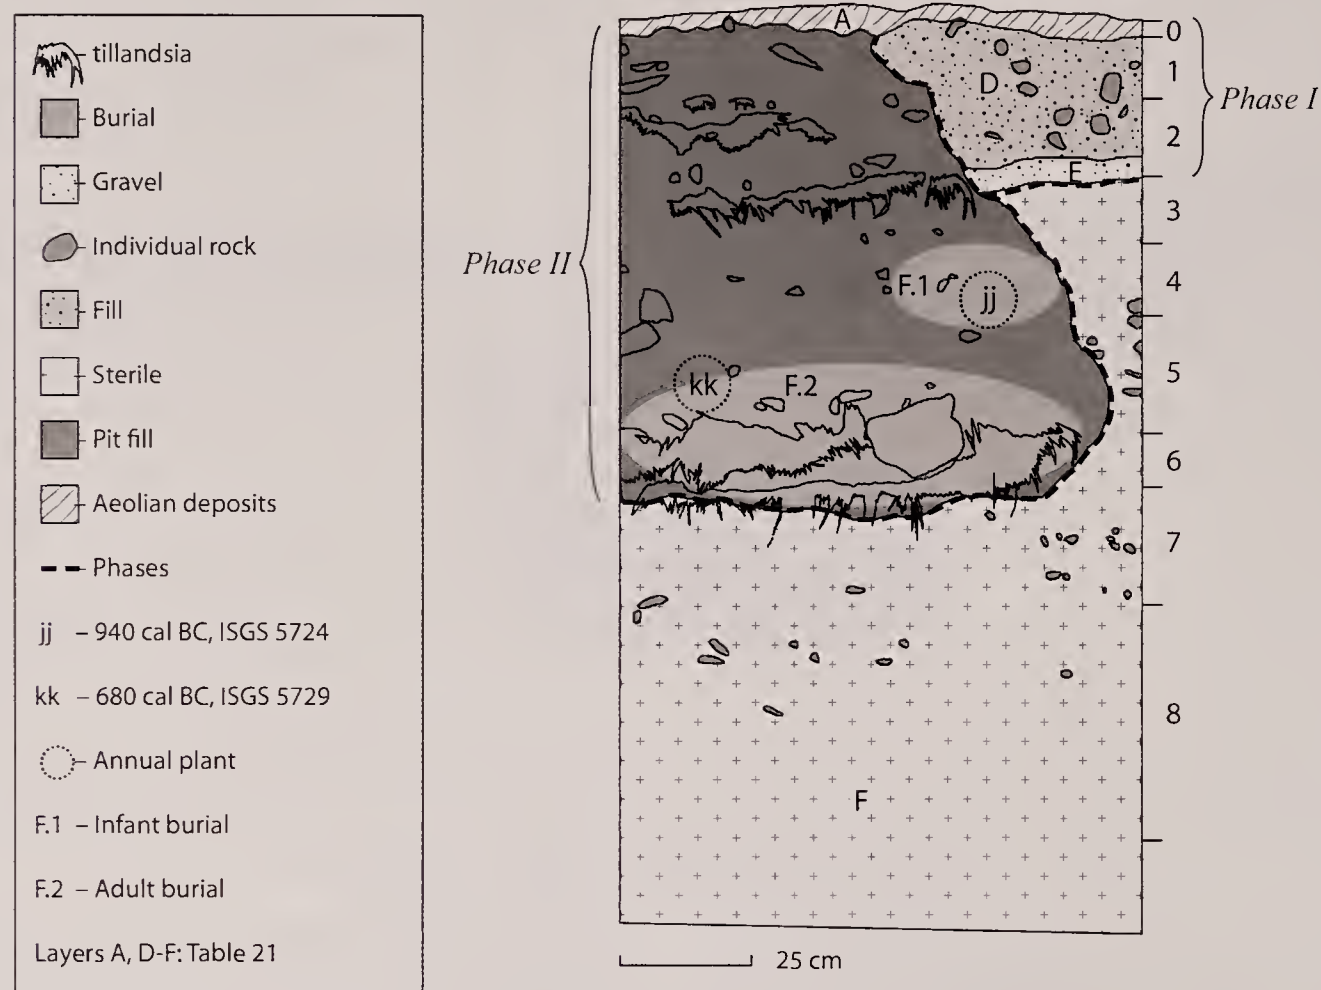 tillandsia
Burial
Gravel
Individual rock
Fill
Sterile
Pit fill
Aeolian deposits
Phases
jj – 940 cal BC, ISGS 5724
kk – 680 cal BC, ISGS 5729
Annual plant
F.1 – Infant burial
F.2 – Adult burial
Layers A, D-F: Table 21
A
D
E
Phase I
Phase II
F.1
jj
kk
F.2
F
0
1
2
3
4
5
6
7
8
25 cm